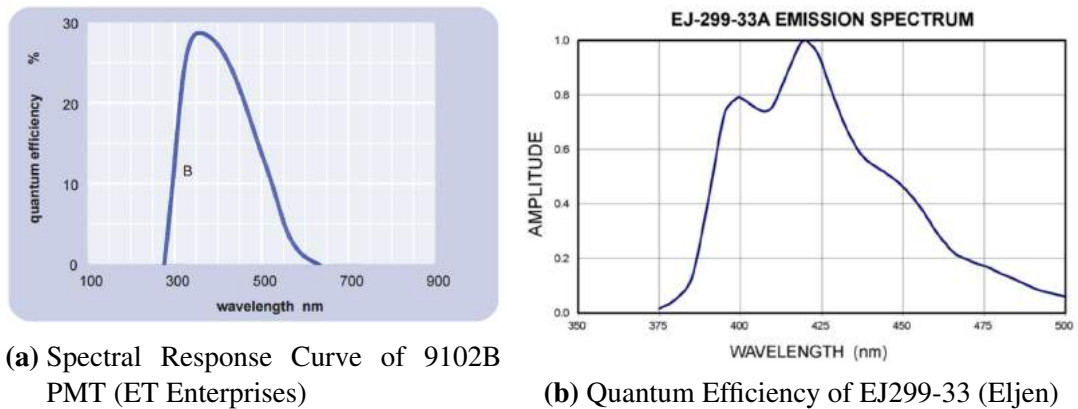 30
20
10
0
quantum efficiency %
B
100 300 500 700 900
wavelength nm
(a) Spectral Response Curve of 9102B
PMT (ET Enterprises)
EJ-299-33A EMISSION SPECTRUM
1.0
0.8
0.6
0.4
0.2
0.0
AMPLITUDE
350 375 400 425 450 475 500
WAVELENGTH (nm)
(b) Quantum Efficiency of EJ299-33 (Eljen)